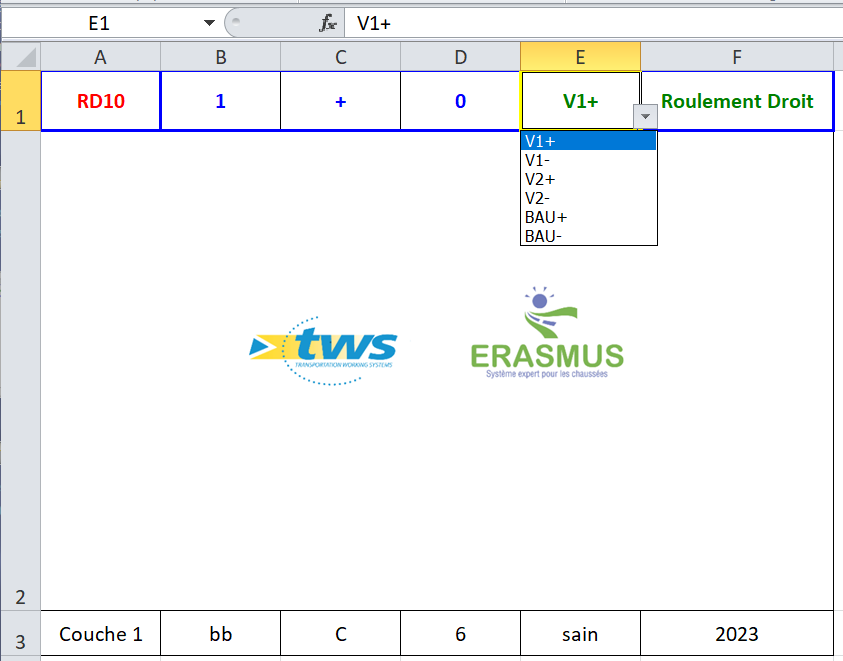 E1 fx V1+
A B C D E F
1 RD10 1 + 0 V1+ Roulement Droit
V1+
V1-
V2+
V2-
BAU+
BAU-
tws
TRANSPORTATION WORKING SYSTEMS
ERASMUS
Système expert pour les chaussées
2
3 Couche 1 bb C 6 sain 2023